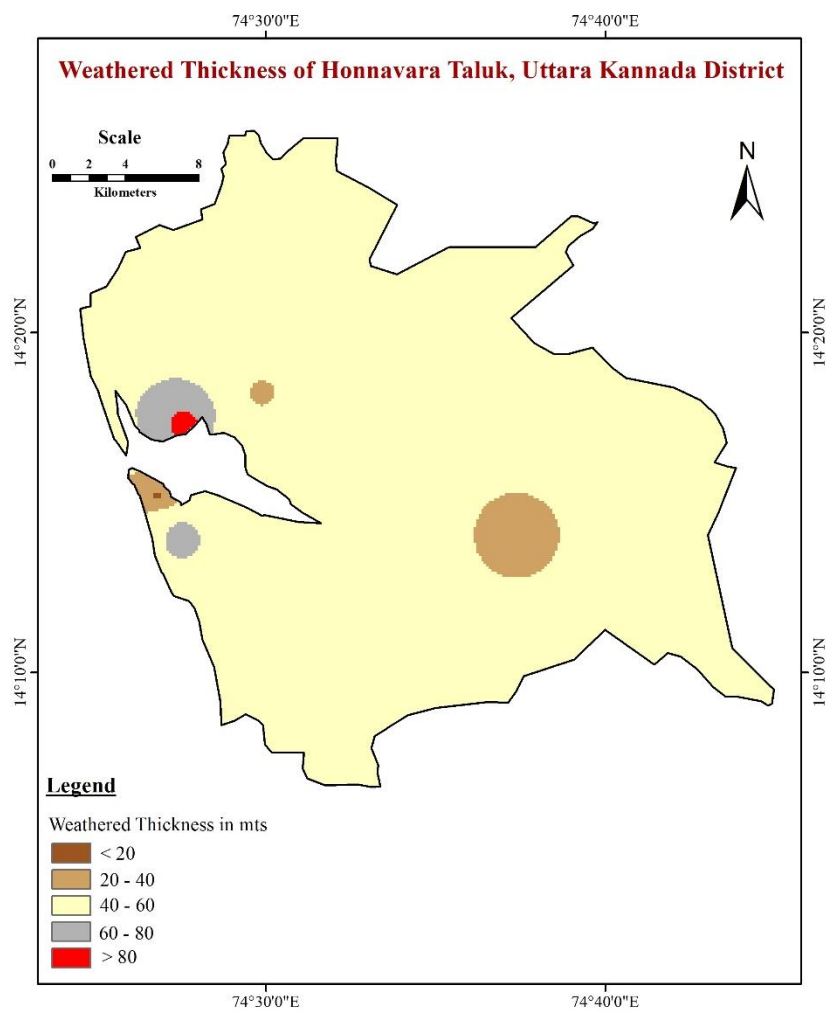 74°30'0"E 74°40'0"E
Weathered Thickness of Honnavara Taluk, Uttara Kannada District
Scale
0 2 4 8
Kilometers
N
14°20'0"N 14°20'0"N
14°10'0"N 14°10'0"N
Legend
Weathered Thickness in mts
< 20
20 - 40
40 - 60
60 - 80
> 80
74°30'0"E 74°40'0"E